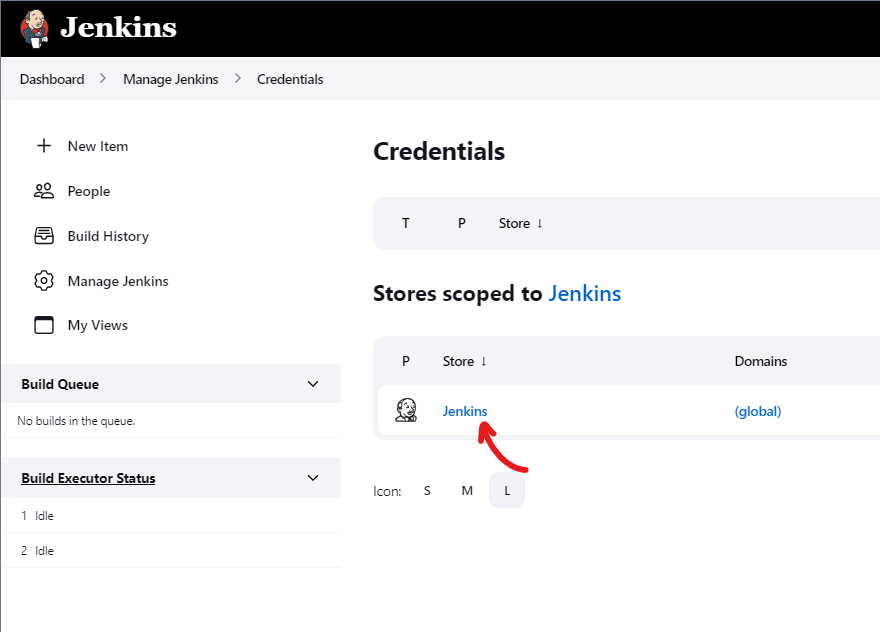 Jenkins
Dashboard > Manage Jenkins > Credentials
New Item
People
Build History
Manage Jenkins
My Views
Build Queue
No builds in the queue.
Build Executor Status
1 Idle
2 Idle
Credentials
T P Store ↓
Stores scoped to Jenkins
P Store ↓ Domains
Jenkins (global)
Icon: S M L